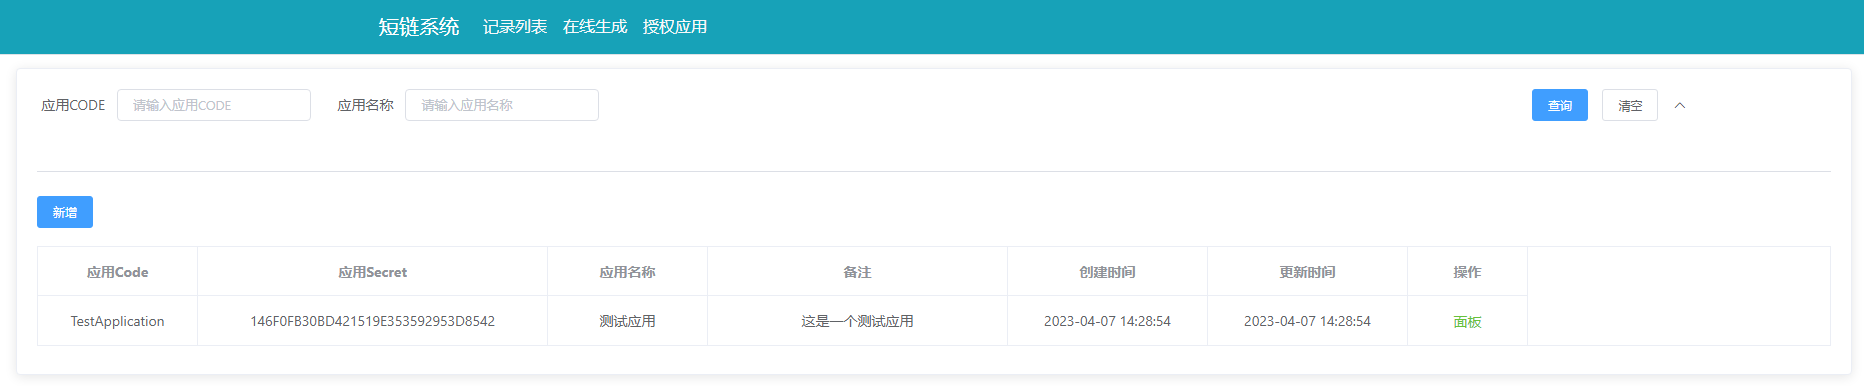 短链系统 记录列表 在线生成 授权应用
应用CODE 请输入应用CODE 应用名称 请输入应用名称 查询 清空
新增
应用Code 应用Secret 应用名称 备注 创建时间 更新时间 操作
TestApplication 146F0FB30BD421519E353592953D8542 测试应用 这是一个测试应用 2023-04-07 14:28:54 2023-04-07 14:28:54 面板